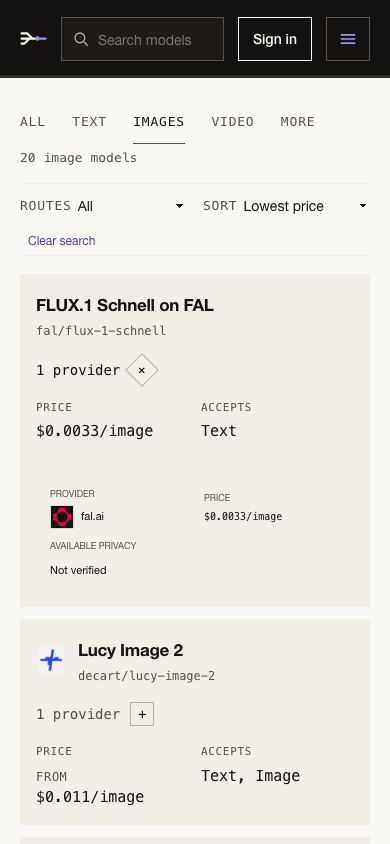 Search models
Sign in
ALL TEXT IMAGES VIDEO MORE
20 image models
ROUTES All SORT Lowest price
Clear search
FLUX.1 Schnell on FAL
fal/flux-1-schnell
1 provider ×
PRICE ACCEPTS
$0.0033/image Text
PROVIDER PRICE
fal.ai $0.0033/image
AVAILABLE PRIVACY
Not verified
Lucy Image 2
decart/lucy-image-2
1 provider +
PRICE ACCEPTS
FROM Text, Image
$0.011/image